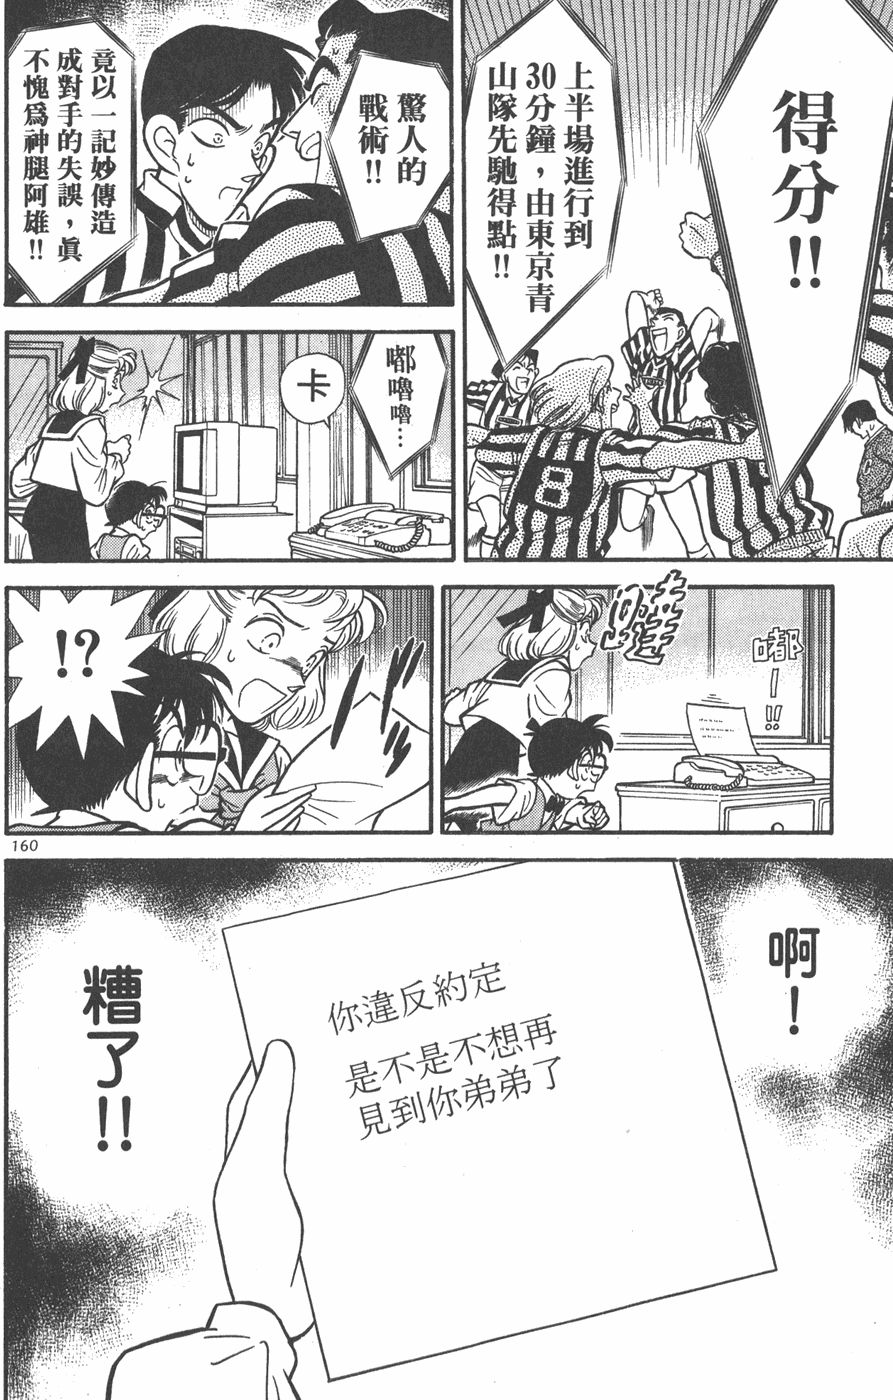 得分!!
上半場進行到
30分鐘，由東京青
山隊先馳得點!!
8
驚人的
戰術!!
竟以一記妙傳造
成對手的失誤，真
不愧為神腿阿雄!!
嘟嚕嚕…
卡
嘟ー!!
嗶
!?
160
啊!
你違反約定
是不是不想再
見到你弟弟了
糟了!!